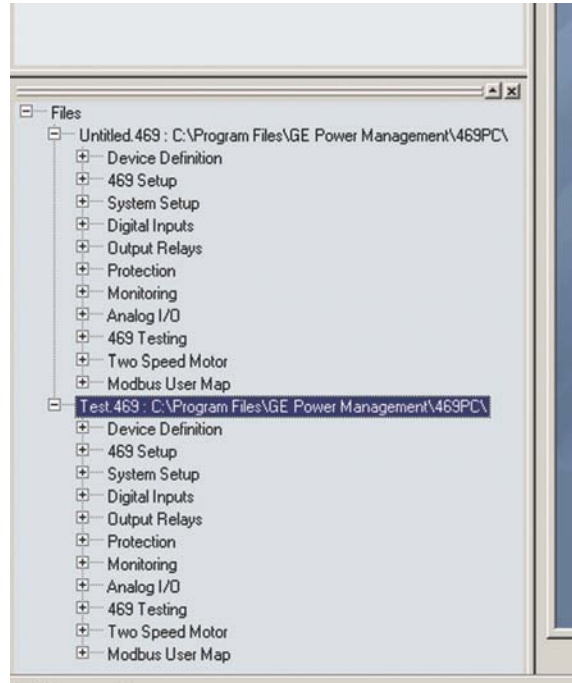 Files
Untitled.469 : C:\Program Files\GE Power Management\469PC\
Device Definition
469 Setup
System Setup
Digital Inputs
Output Relays
Protection
Monitoring
Analog I/O
469 Testing
Two Speed Motor
Modbus User Map
Test.469 : C:\Program Files\GE Power Management\469PC\
Device Definition
469 Setup
System Setup
Digital Inputs
Output Relays
Protection
Monitoring
Analog I/O
469 Testing
Two Speed Motor
Modbus User Map